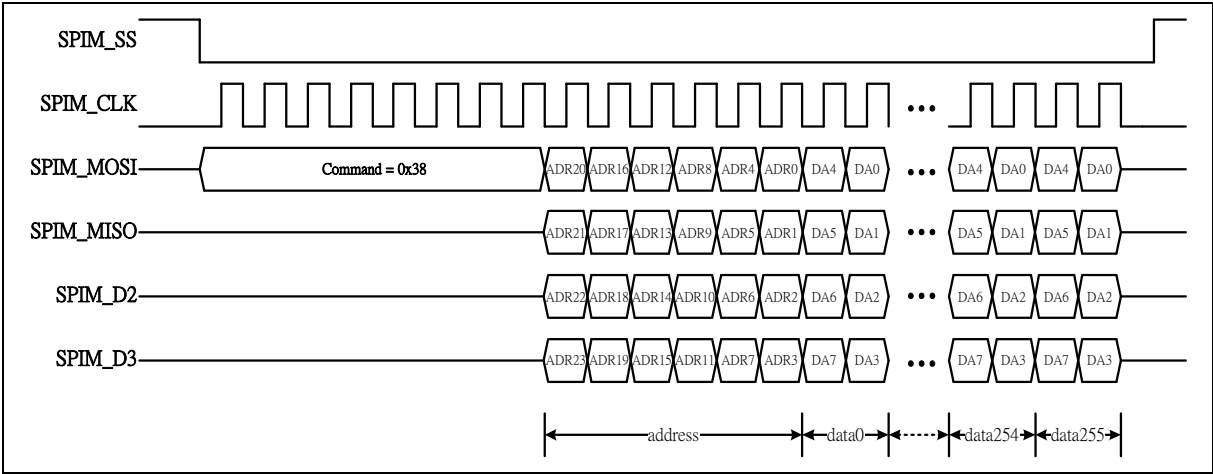 SPIM_SS
SPIM_CLK •••
SPIM_MOSI Command = 0x38 ADR20 ADR16 ADR12 ADR8 ADR4 ADR0 DA4 DA0 ••• DA4 DA0 DA4 DA0
SPIM_MISO ADR21 ADR17 ADR13 ADR9 ADR5 ADR1 DA5 DA1 ••• DA5 DA1 DA5 DA1
SPIM_D2 ADR22 ADR18 ADR14 ADR10 ADR6 ADR2 DA6 DA2 ••• DA6 DA2 DA6 DA2
SPIM_D3 ADR23 ADR19 ADR15 ADR11 ADR7 ADR3 DA7 DA3 ••• DA7 DA3 DA7 DA3
address data0 data254 data255